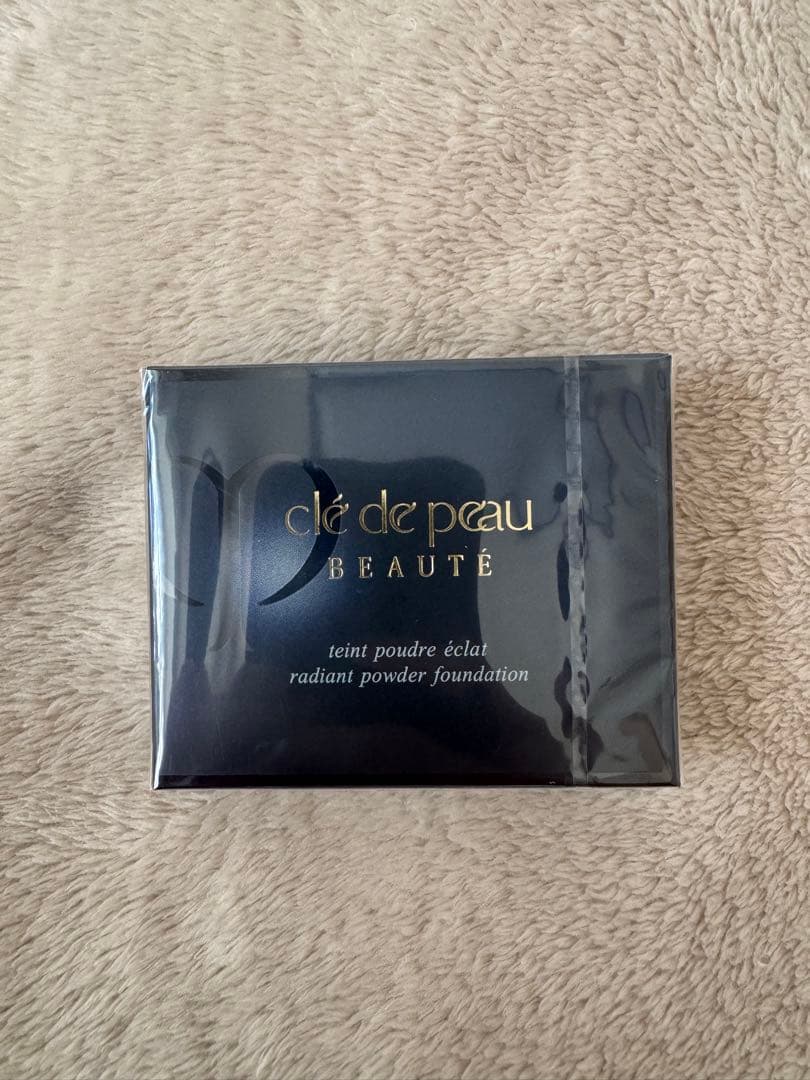 clé de peau
BEAUTÉ
teint poudre éclat
radiant powder foundation